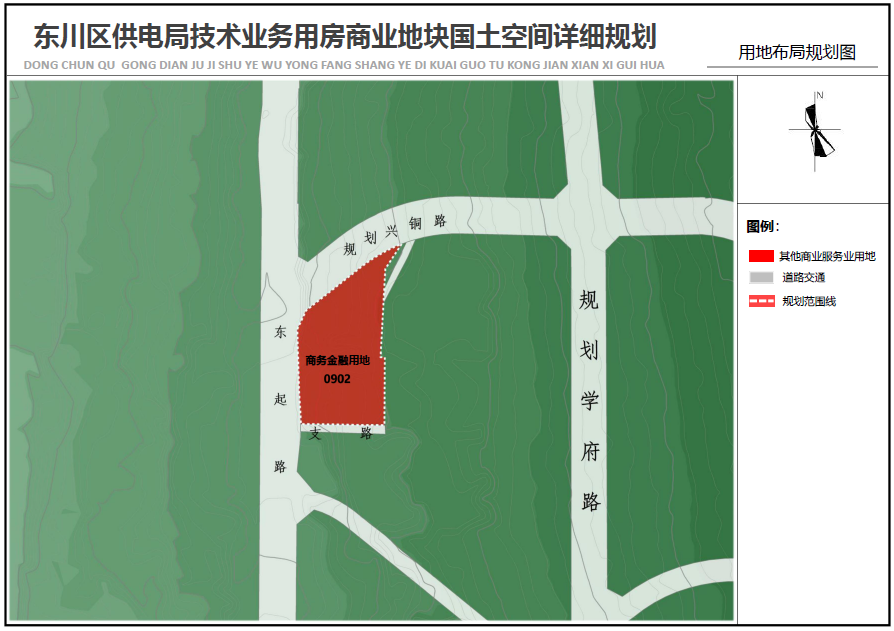 东川区供电局技术业务用房商业地块国土空间详细规划
DONG CHUN QU GONG DIAN JU JI SHU YE WU YONG FANG SHANG YE DI KUAI GUO TU KONG JIAN XIAN XI GUI HUA
用地布局规划图
N
图例：
其他商业服务业用地
道路交通
规划范围线
规划兴铜路
东起路
商务金融用地
0902
支路
规划学府路